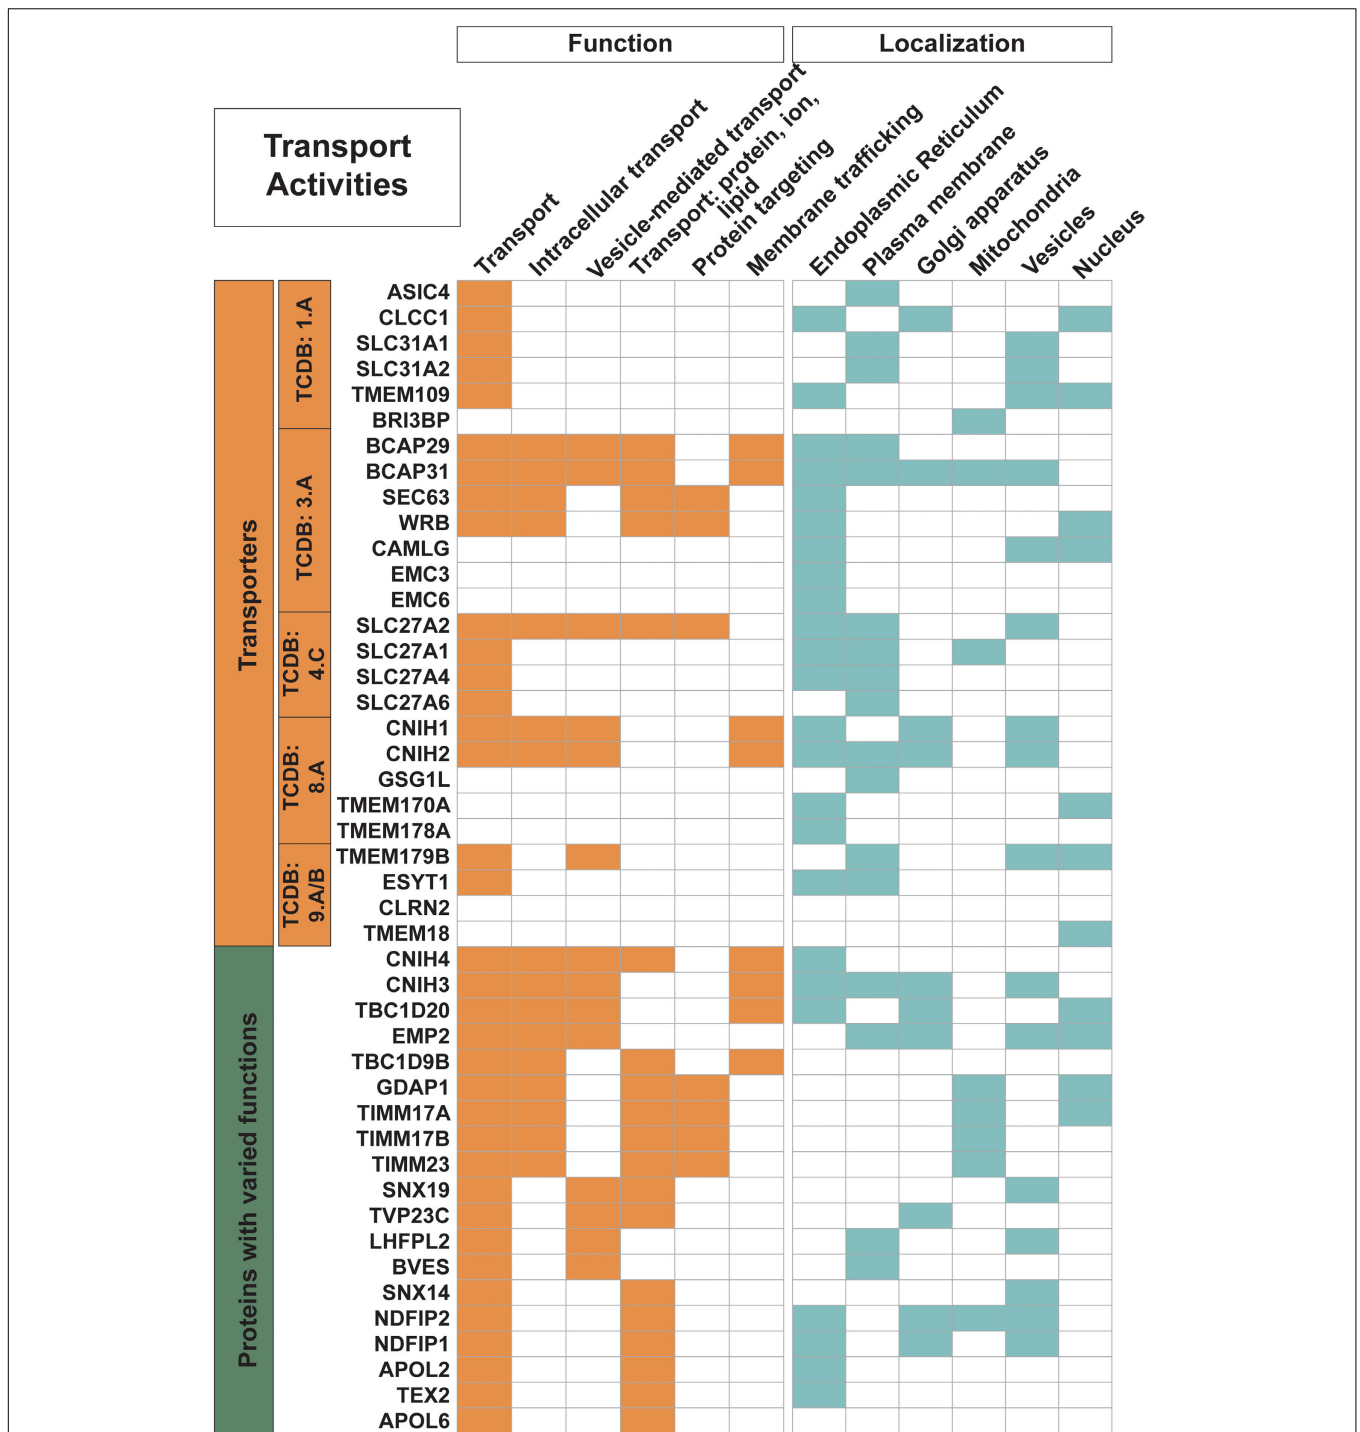 Function
Localization
Transport
Activities
Transport
Intracellular transport
Vesicle-mediated transport
Transport: protein, ion,
lipid
Protein targeting
Membrane trafficking
Endoplasmic Reticulum
Plasma membrane
Golgi apparatus
Mitochondria
Vesicles
Nucleus
Transporters
TCDB: 1.A
ASIC4
CLCC1
SLC31A1
SLC31A2
TMEM109
BRI3BP
TCDB: 3.A
BCAP29
BCAP31
SEC63
WRB
CAMLG
EMC3
EMC6
TCDB:
4.C
SLC27A2
SLC27A1
SLC27A4
SLC27A6
TCDB:
8.A
CNIH1
CNIH2
GSG1L
TMEM170A
TMEM178A
TCDB:
9.A/B
TMEM179B
ESYT1
CLRN2
TMEM18
Proteins with varied functions
CNIH4
CNIH3
TBC1D20
EMP2
TBC1D9B
GDAP1
TIMM17A
TIMM17B
TIMM23
SNX19
TVP23C
LHFPL2
BVES
SNX14
NDFIP2
NDFIP1
APOL2
TEX2
APOL6